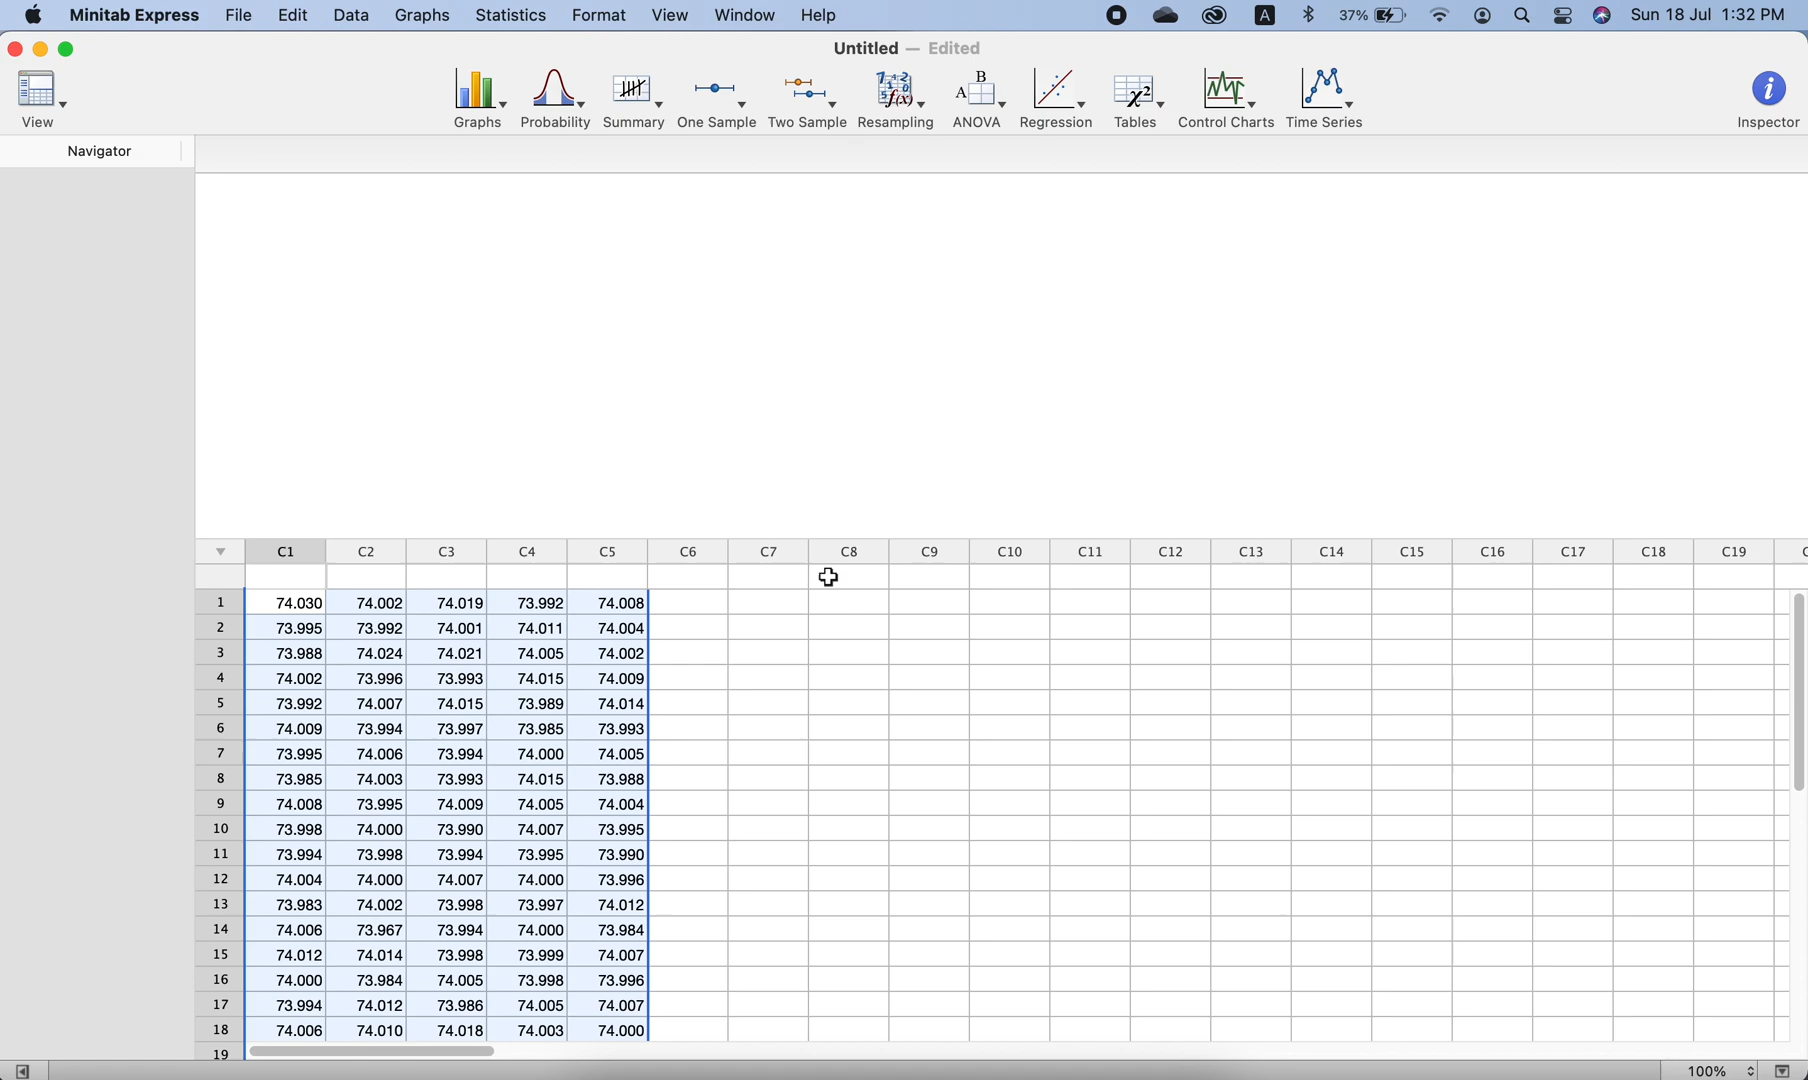 Minitab Express File Edit Data Graphs Statistics Format View Window Help A 37% Sun 18 Jul 1:32 PM
Untitled — Edited
View Graphs Probability Summary One Sample Two Sample Resampling ANOVA Regression Tables Control Charts Time Series Inspector
Navigator
C1 C2 C3 C4 C5 C6 C7 C8 C9 C10 C11 C12 C13 C14 C15 C16 C17 C18 C19 C
1 74.030 74.002 74.019 73.992 74.008
2 73.995 73.992 74.001 74.011 74.004
3 73.988 74.024 74.021 74.005 74.002
4 74.002 73.996 73.993 74.015 74.009
5 73.992 74.007 74.015 73.989 74.014
6 74.009 73.994 73.997 73.985 73.993
7 73.995 74.006 73.994 74.000 74.005
8 73.985 74.003 73.993 74.015 73.988
9 74.008 73.995 74.009 74.005 74.004
10 73.998 74.000 73.990 74.007 73.995
11 73.994 73.998 73.994 73.995 73.990
12 74.004 74.000 74.007 74.000 73.996
13 73.983 74.002 73.998 73.997 74.012
14 74.006 73.967 73.994 74.000 73.984
15 74.012 74.014 73.998 73.999 74.007
16 74.000 73.984 74.005 73.998 73.996
17 73.994 74.012 73.986 74.005 74.007
18 74.006 74.010 74.018 74.003 74.000
19
100%